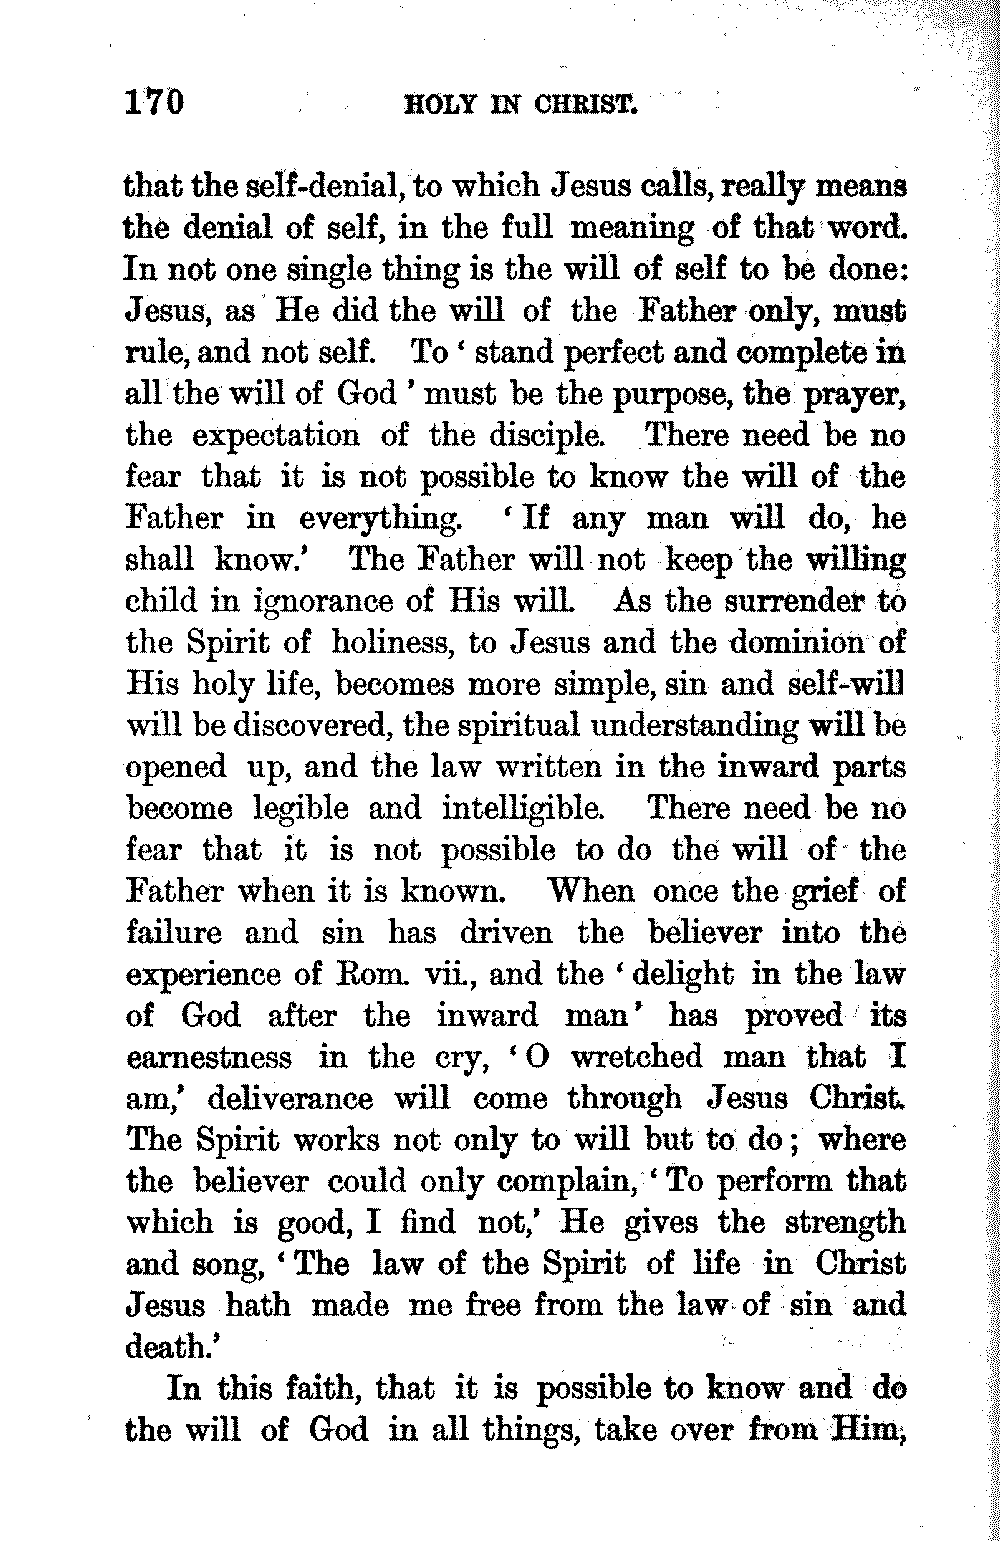 170 HOLY IN CHRIST.
that the self-denial, to which Jesus calls, really means
the denial of self, in the full meaning of that word.
In not one single thing is the will of self to be done:
Jesus, as He did the will of the Father only, must
rule, and not self. To ‘ stand perfect and complete in
all the will of God ’ must be the purpose, the prayer,
the expectation of the disciple. There need be no
fear that it is not possible to know the will of the
Father in everything. ‘ If any man will do, he
shall know.’ The Father will not keep the willing
child in ignorance of His will. As the surrender to
the Spirit of holiness, to Jesus and the dominion of
His holy life, becomes more simple, sin and self-will
will be discovered, the spiritual understanding will be
opened up, and the law written in the inward parts
become legible and intelligible. There need be no
fear that it is not possible to do the will of the
Father when it is known. When once the grief of
failure and sin has driven the believer into the
experience of Rom. vii., and the ‘ delight in the law
of God after the inward man’ has proved its
earnestness in the cry, ‘ O wretched man that I
am,’ deliverance will come through Jesus Christ.
The Spirit works not only to will but to do ; where
the believer could only complain, ‘ To perform that
which is good, I find not,’ He gives the strength
and song, ‘ The law of the Spirit of life in Christ
Jesus hath made me free from the law of sin and
death.’
In this faith, that it is possible to know and do
the will of God in all things, take over from Him,